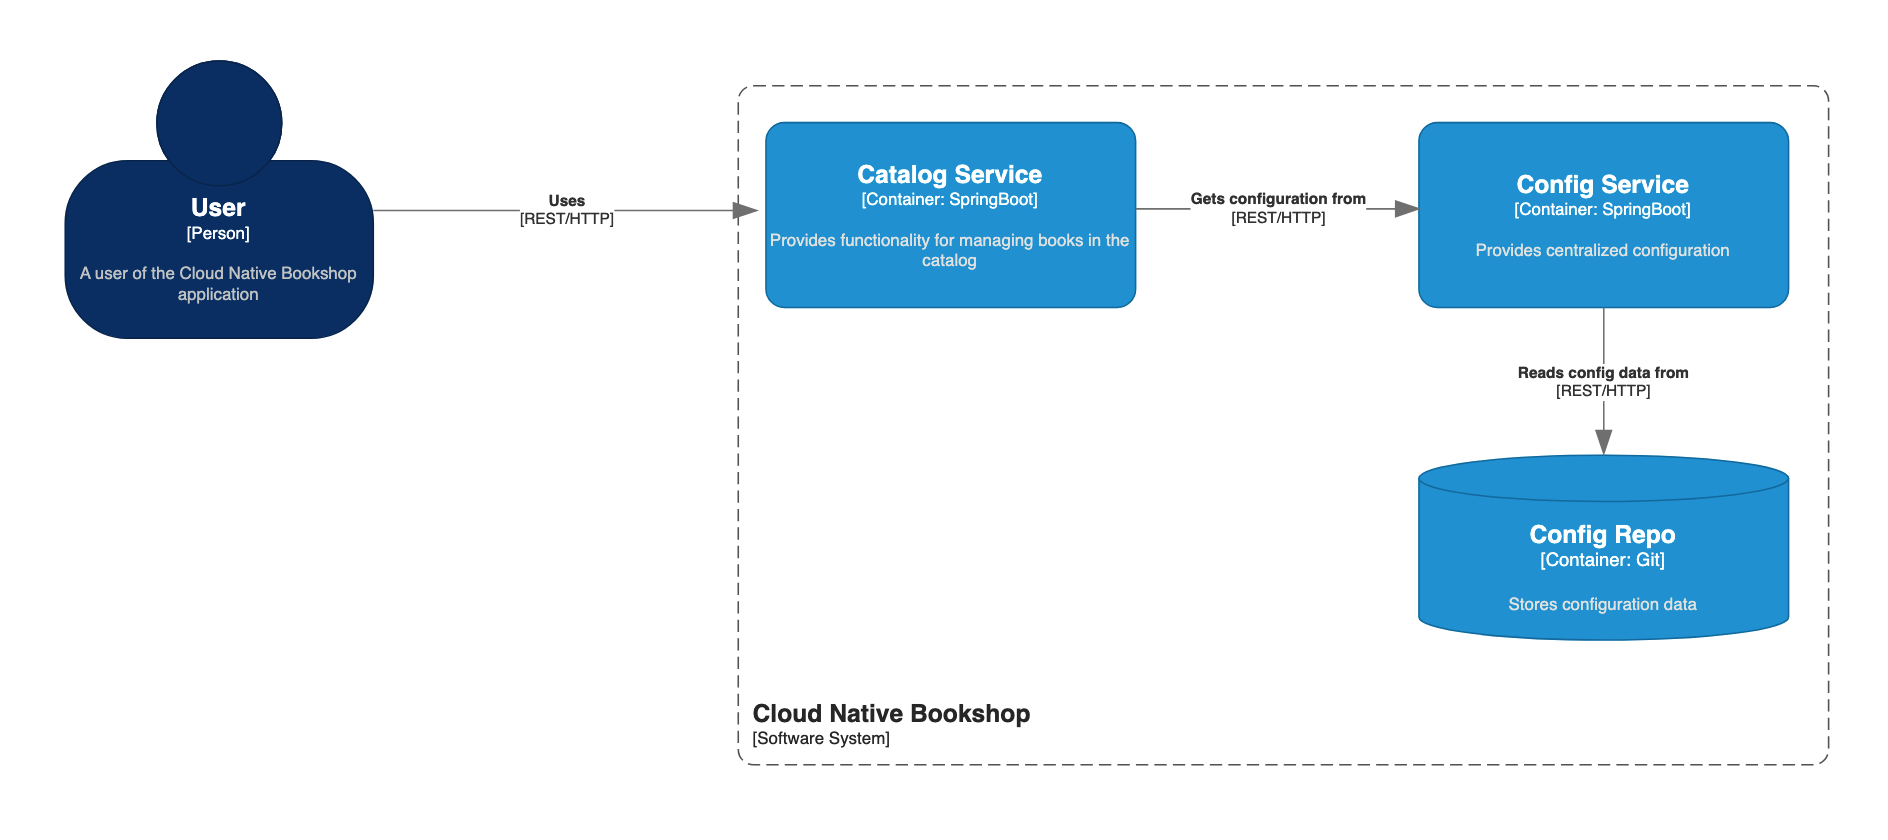 User
[Person]
A user of the Cloud Native Bookshop
application
Uses
[REST/HTTP]
Catalog Service
[Container: SpringBoot]
Provides functionality for managing books in the
catalog
Gets configuration from
[REST/HTTP]
Config Service
[Container: SpringBoot]
Provides centralized configuration
Reads config data from
[REST/HTTP]
Config Repo
[Container: Git]
Stores configuration data
Cloud Native Bookshop
[Software System]